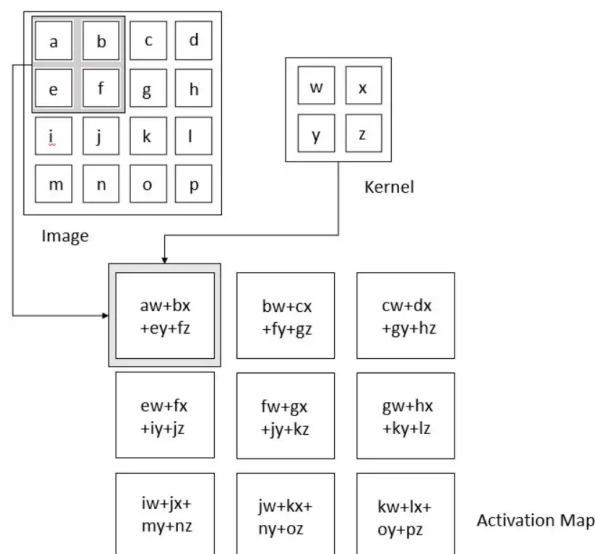 a b c d
e f g h
i j k l
m n o p
Image
w x
y z
Kernel
aw+bx
+ey+fz
bw+cx
+fy+gz
cw+dx
+gy+hz
ew+fx
+iy+jz
fw+gx
+jy+kz
gw+hx
+ky+lz
iw+jx+
my+nz
jw+kx+
ny+oz
kw+lx+
oy+pz
Activation Map